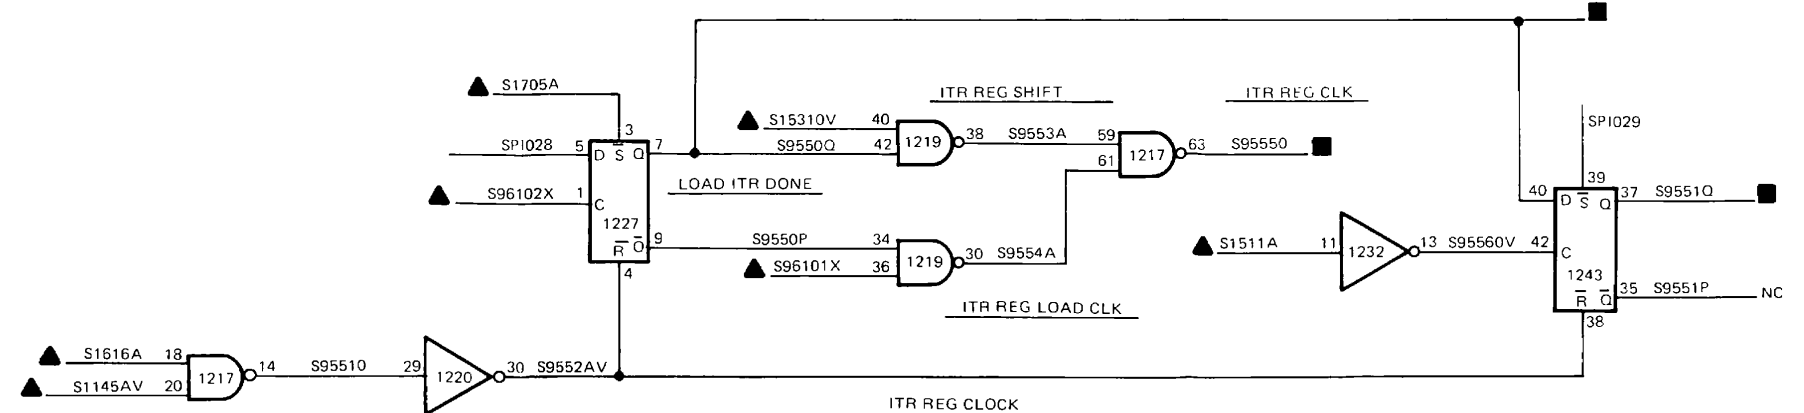 S1705A
3
SPI028
5
D
S
Q
7
S96102X
1
C
1227
R
Q
9
4
LOAD ITR DONE
ITR REG SHIFT
ITR REG CLK
S15310V
40
S9550Q
42
1219
38
S9553A
59
61
1217
63
S95550
S9550P
34
S96101X
36
1219
30
S9554A
ITR REG LOAD CLK
SPI029
39
40
D
S
Q
37
S9551Q
S1511A
11
1232
13
S95560V
42
C
1243
R
Q
35
S9551P
NC
38
S1616A
18
S1145AV
20
1217
14
S95510
29
1220
30
S9552AV
ITR REG CLOCK